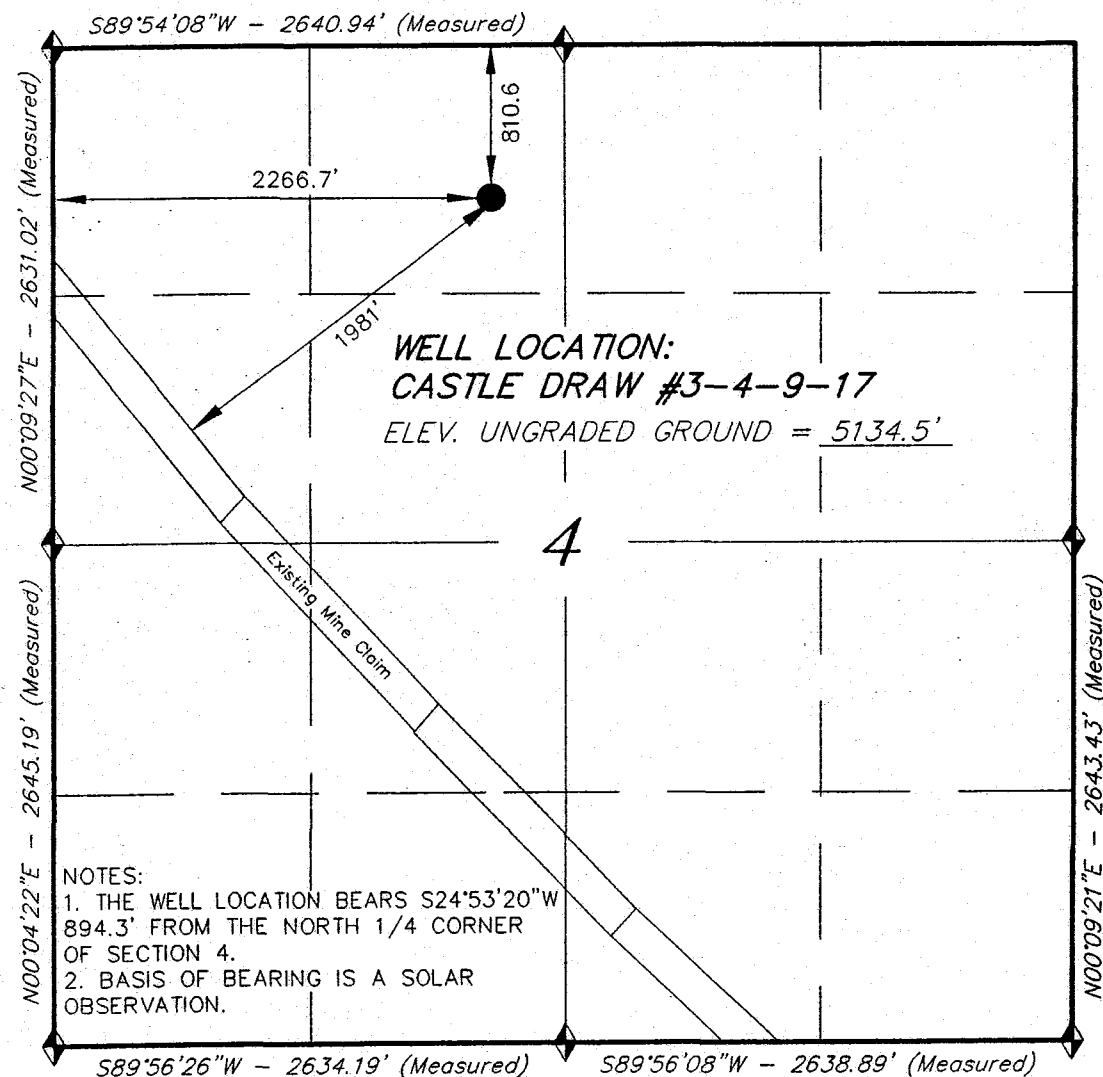 S89°54'08"W - 2640.94' (Measured)
N00°09'27"E - 2631.02' (Measured)
810.6
2266.7'
1981'
WELL LOCATION:
CASTLE DRAW #3-4-9-17
ELEV. UNGRADED GROUND = 5134.5'
4
Existing Mine Claim
N00°04'22"E - 2645.19' (Measured)
N00°09'21"E - 2643.43' (Measured)
NOTES:
1. THE WELL LOCATION BEARS S24°53'20"W
894.3' FROM THE NORTH 1/4 CORNER
OF SECTION 4.
2. BASIS OF BEARING IS A SOLAR
OBSERVATION.
S89°56'26"W - 2634.19' (Measured)
S89°56'08"W - 2638.89' (Measured)